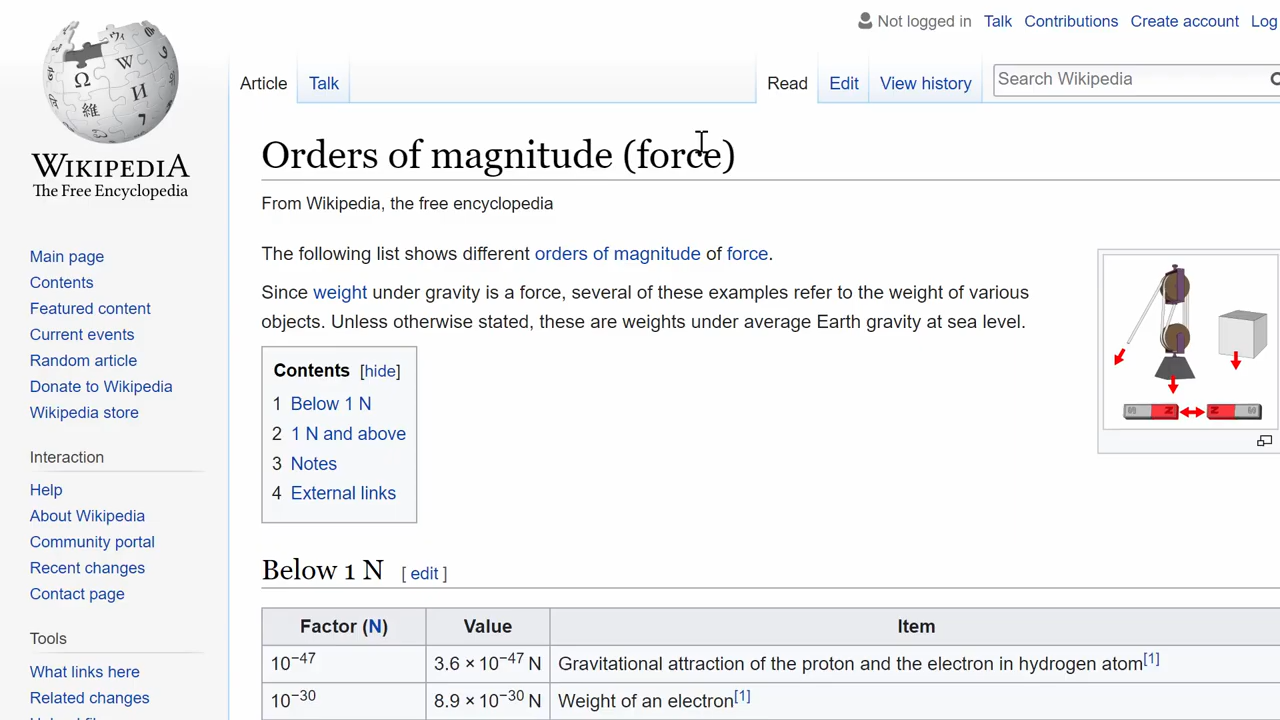 Not logged in Talk Contributions Create account Log
Article Talk Read Edit View history Search Wikipedia
WIKIPEDIA
The Free Encyclopedia
Main page
Contents
Featured content
Current events
Random article
Donate to Wikipedia
Wikipedia store
Interaction
Help
About Wikipedia
Community portal
Recent changes
Contact page
Tools
What links here
Related changes
Orders of magnitude (force)
From Wikipedia, the free encyclopedia
The following list shows different orders of magnitude of force.
Since weight under gravity is a force, several of these examples refer to the weight of various
objects. Unless otherwise stated, these are weights under average Earth gravity at sea level.
Contents [hide]
1 Below 1 N
2 1 N and above
3 Notes
4 External links
Below 1 N [ edit ]
Factor (N) Value Item
10⁻⁴⁷ 3.6 × 10⁻⁴⁷ N Gravitational attraction of the proton and the electron in hydrogen atom[1]
10⁻³⁰ 8.9 × 10⁻³⁰ N Weight of an electron[1]